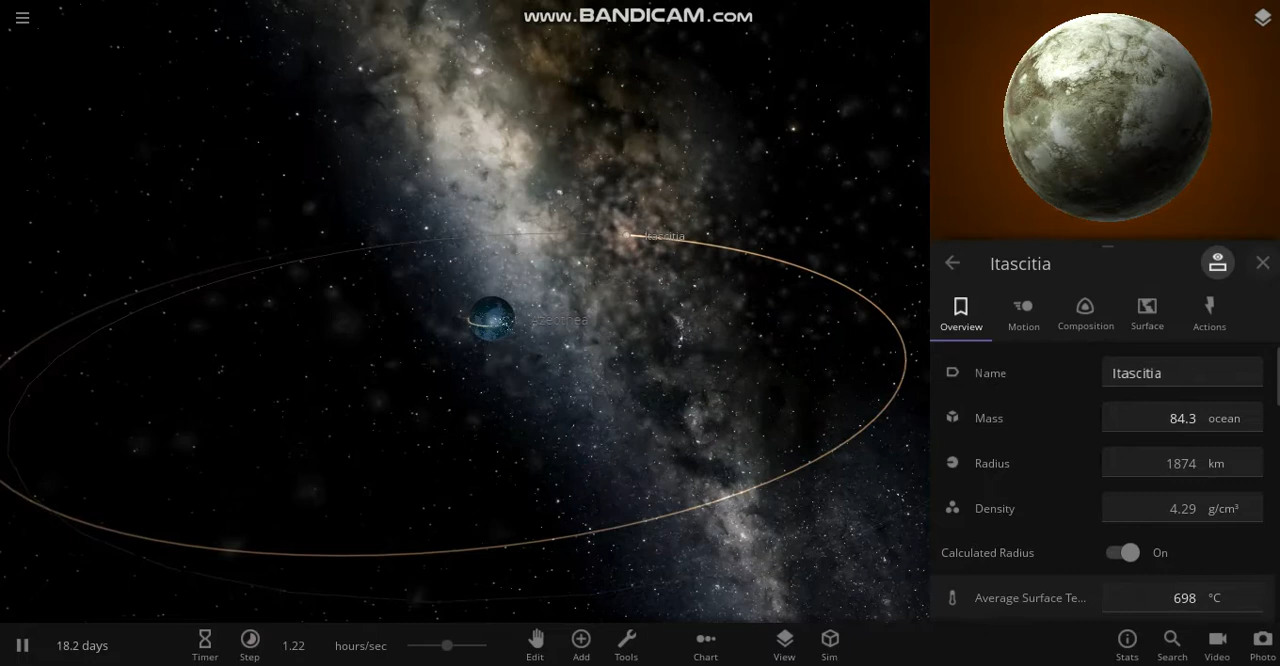 www.BANDICAM.com
Itascitia
Itascitia
Overview
Motion
Composition
Surface
Actions
Name
Itascitia
Mass
84.3 ocean
Radius
1874 km
Density
4.29 g/cm³
Calculated Radius
On
Average Surface Te...
698 °C
18.2 days
Timer
Step
1.22 hours/sec
Edit
Add
Tools
Chart
View
Sim
Stats
Search
Video
Photo